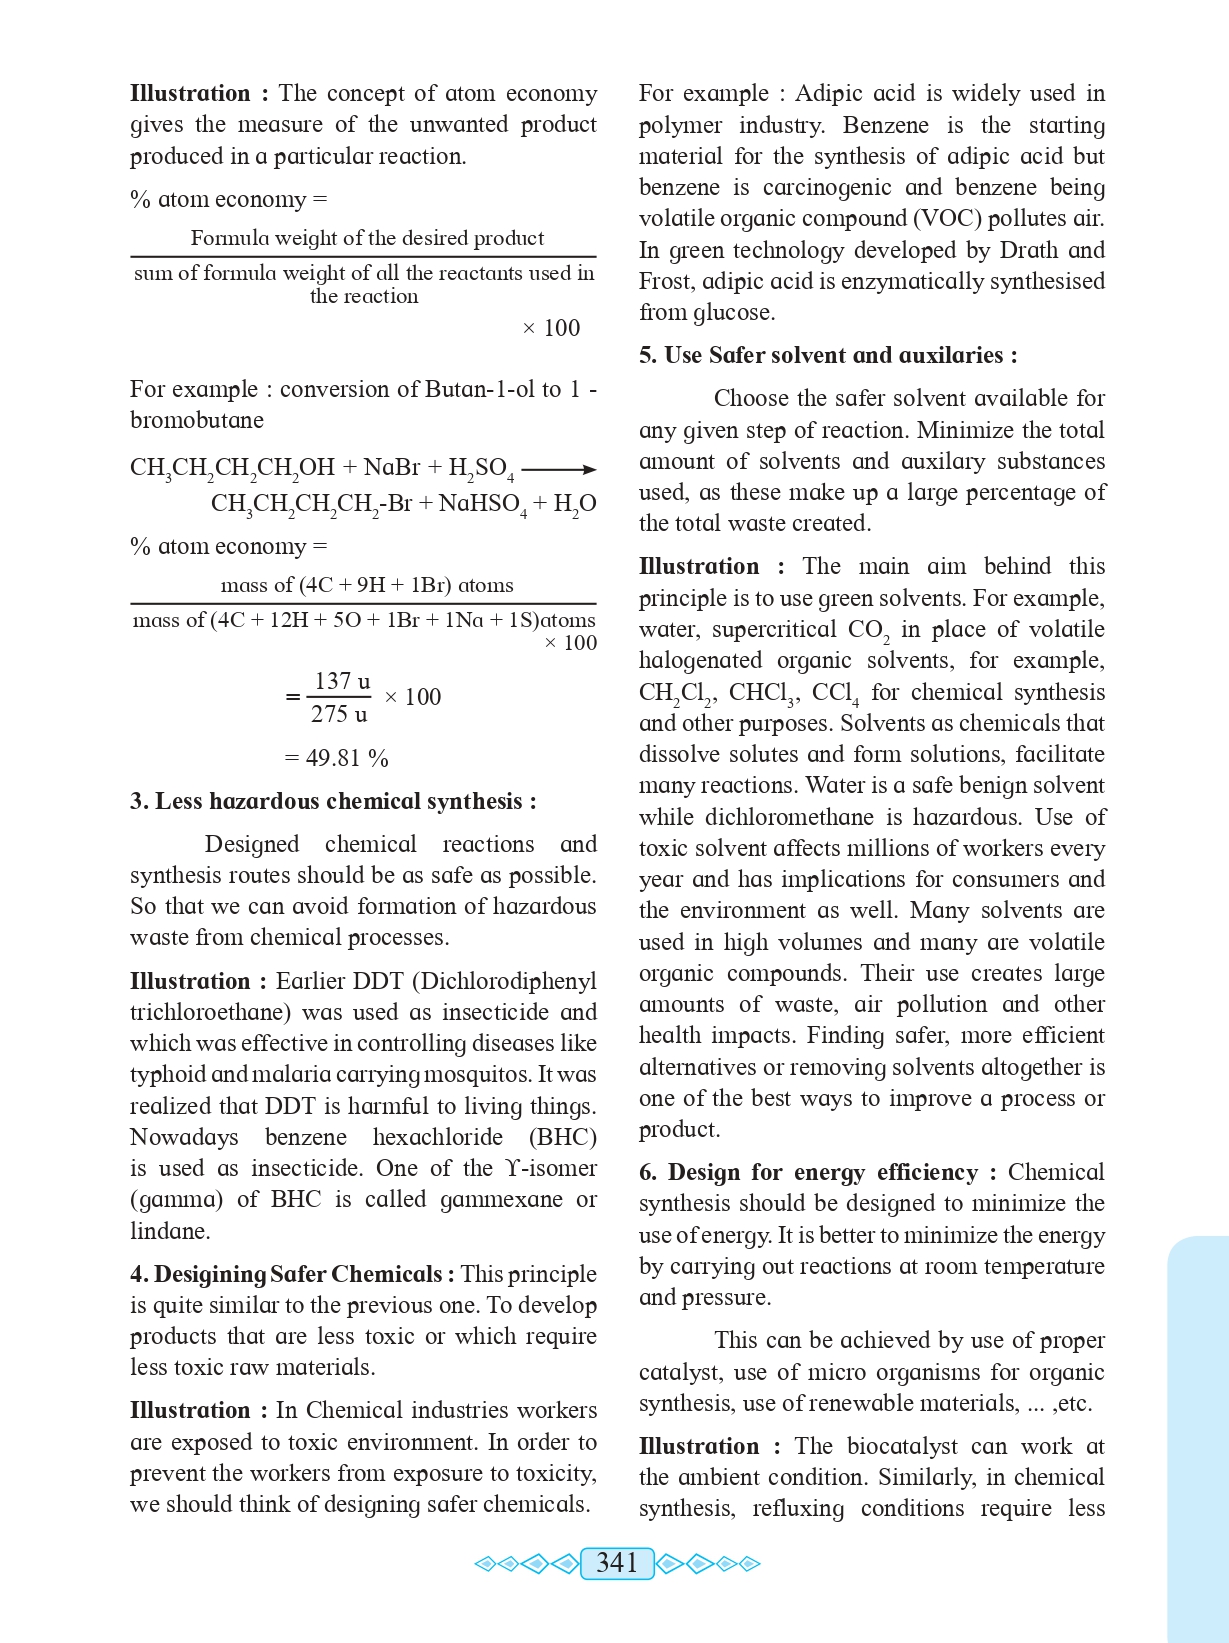 Illustration : The concept of atom economy
gives the measure of the unwanted product
produced in a particular reaction.
% atom economy =
Formula weight of the desired product
sum of formula weight of all the reactants used in
the reaction
× 100
For example : conversion of Butan-1-ol to 1 -
bromobutane
CH₃CH₂CH₂CH₂OH + NaBr + H₂SO₄ ⟶
CH₃CH₂CH₂CH₂-Br + NaHSO₄ + H₂O
% atom economy =
mass of (4C + 9H + 1Br) atoms
mass of (4C + 12H + 5O + 1Br + 1Na + 1S)atoms
× 100
= 137 u / 275 u × 100
= 49.81 %
3. Less hazardous chemical synthesis :
Designed chemical reactions and
synthesis routes should be as safe as possible.
So that we can avoid formation of hazardous
waste from chemical processes.
Illustration : Earlier DDT (Dichlorodiphenyl
trichloroethane) was used as insecticide and
which was effective in controlling diseases like
typhoid and malaria carrying mosquitos. It was
realized that DDT is harmful to living things.
Nowadays benzene hexachloride (BHC)
is used as insecticide. One of the ϒ-isomer
(gamma) of BHC is called gammexane or
lindane.
4. Desigining Safer Chemicals : This principle
is quite similar to the previous one. To develop
products that are less toxic or which require
less toxic raw materials.
Illustration : In Chemical industries workers
are exposed to toxic environment. In order to
prevent the workers from exposure to toxicity,
we should think of designing safer chemicals.
For example : Adipic acid is widely used in
polymer industry. Benzene is the starting
material for the synthesis of adipic acid but
benzene is carcinogenic and benzene being
volatile organic compound (VOC) pollutes air.
In green technology developed by Drath and
Frost, adipic acid is enzymatically synthesised
from glucose.
5. Use Safer solvent and auxilaries :
Choose the safer solvent available for
any given step of reaction. Minimize the total
amount of solvents and auxilary substances
used, as these make up a large percentage of
the total waste created.
Illustration : The main aim behind this
principle is to use green solvents. For example,
water, supercritical CO₂ in place of volatile
halogenated organic solvents, for example,
CH₂Cl₂, CHCl₃, CCl₄ for chemical synthesis
and other purposes. Solvents as chemicals that
dissolve solutes and form solutions, facilitate
many reactions. Water is a safe benign solvent
while dichloromethane is hazardous. Use of
toxic solvent affects millions of workers every
year and has implications for consumers and
the environment as well. Many solvents are
used in high volumes and many are volatile
organic compounds. Their use creates large
amounts of waste, air pollution and other
health impacts. Finding safer, more efficient
alternatives or removing solvents altogether is
one of the best ways to improve a process or
product.
6. Design for energy efficiency : Chemical
synthesis should be designed to minimize the
use of energy. It is better to minimize the energy
by carrying out reactions at room temperature
and pressure.
This can be achieved by use of proper
catalyst, use of micro organisms for organic
synthesis, use of renewable materials, ... ,etc.
Illustration : The biocatalyst can work at
the ambient condition. Similarly, in chemical
synthesis, refluxing conditions require less
341